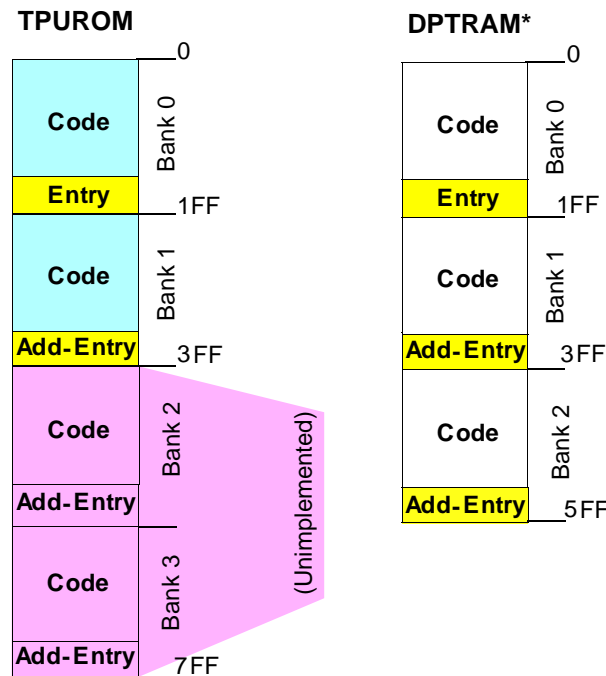 TPUROM
0
Code
Bank 0
Entry
1FF
Code
Bank 1
Add-Entry
3FF
Code
Bank 2
Add-Entry
(Unimplemented)
Code
Bank 3
Add-Entry
7FF
DPTRAM*
0
Code
Bank 0
Entry
1FF
Code
Bank 1
Add-Entry
3FF
Code
Bank 2
Add-Entry
5FF